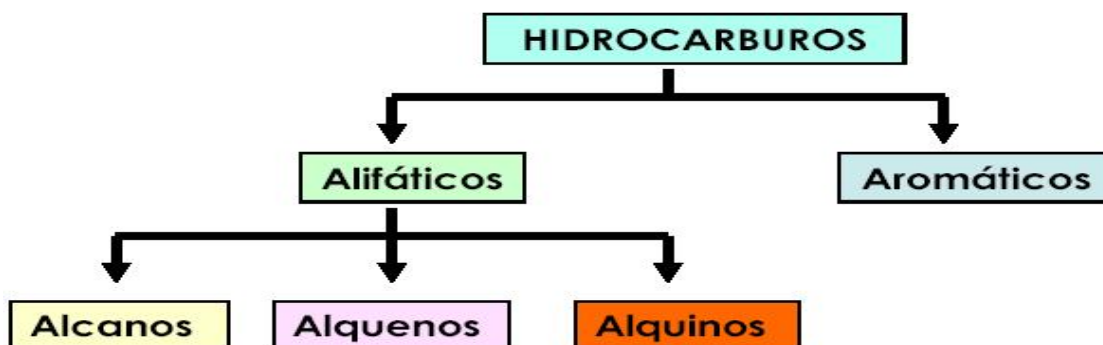 HIDROCARBUROS
Alifáticos
Aromáticos
Alcanos
Alquenos
Alquinos